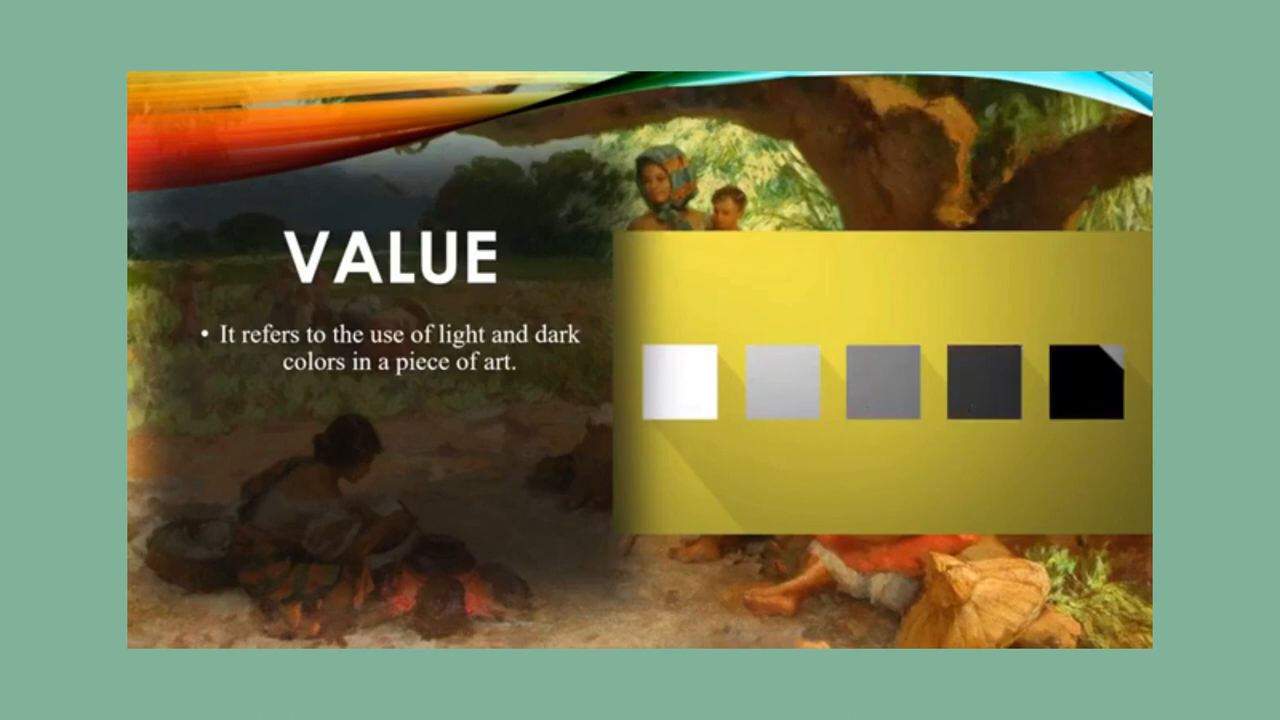 VALUE
• It refers to the use of light and dark
colors in a piece of art.